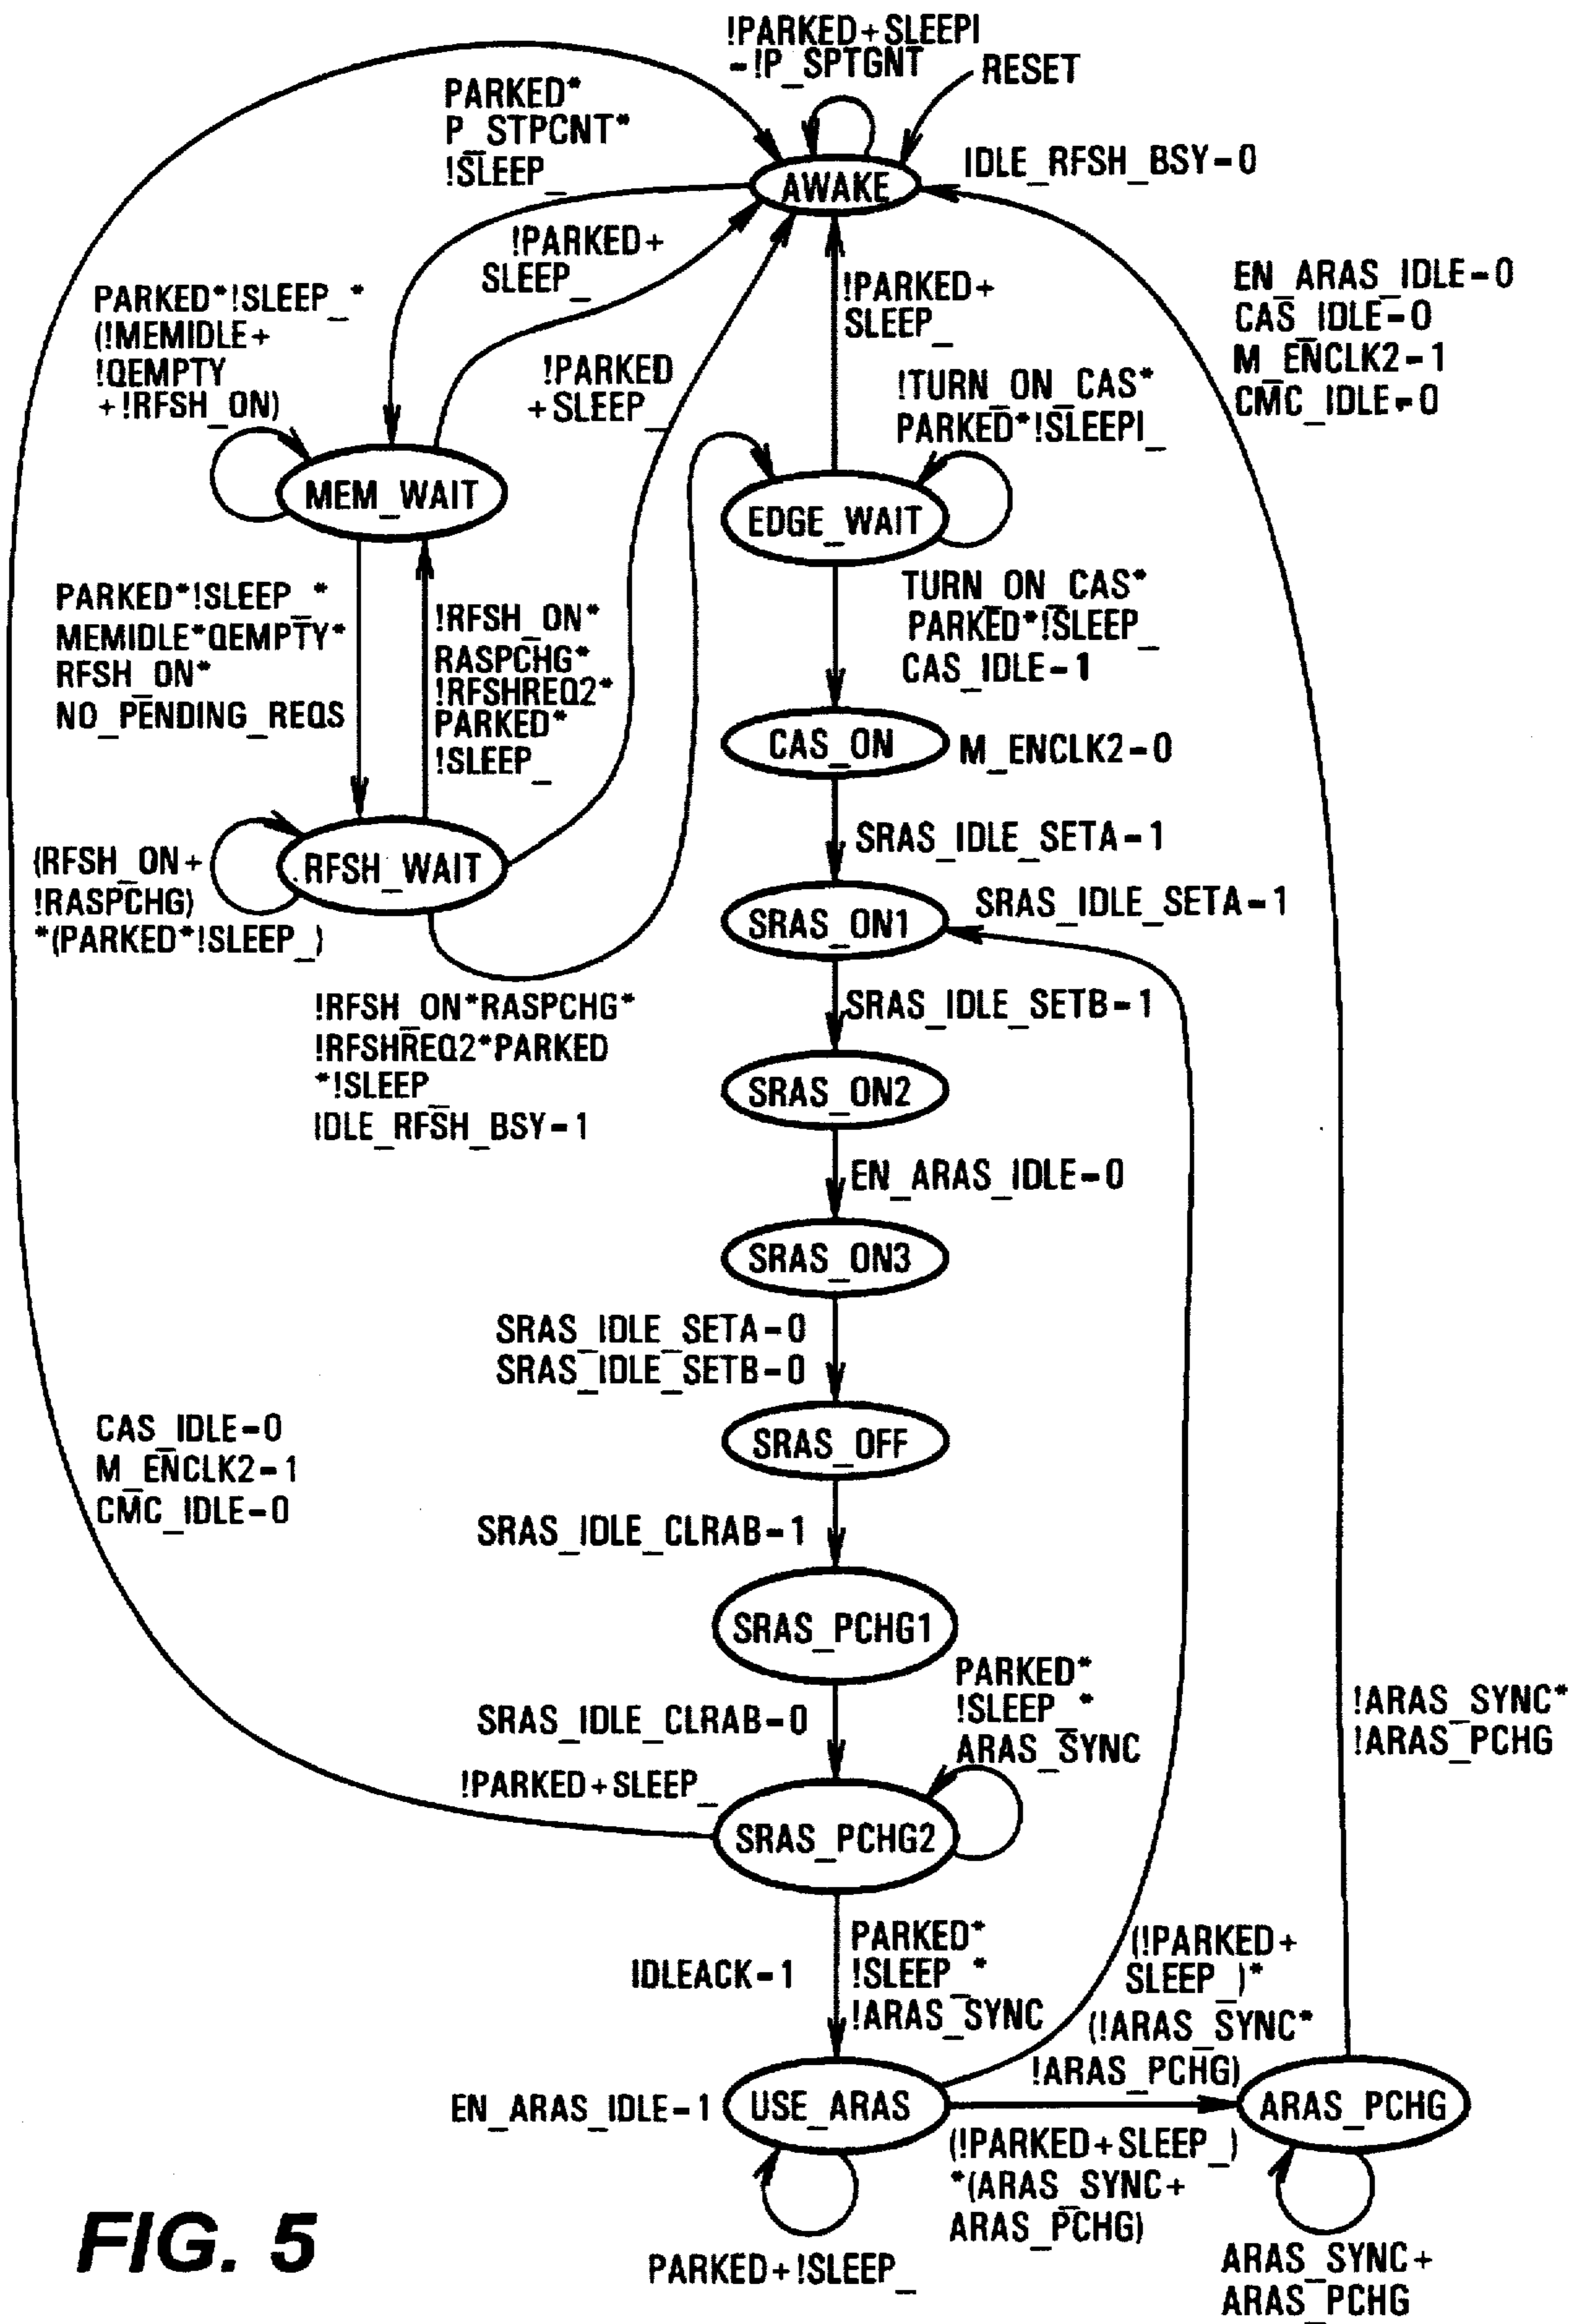 !PARKED+SLEEPI
-!P_SPTGNT
RESET
PARKED*
P_STPCNT*
!SLEEP_
AWAKE
IDLE_RFSH_BSY-0
!PARKED+
SLEEP_
!PARKED+
SLEEP_
EN_ARAS_IDLE-0
CAS_IDLE-0
M_ENCLK2-1
CMC_IDLE-0
PARKED*!SLEEP_*
(!MEMIDLE+
!QEMPTY
+!RFSH_ON)
!PARKED
+SLEEP_
!TURN_ON_CAS*
PARKED*!SLEEPI_
MEM_WAIT
EDGE_WAIT
PARKED*!SLEEP_*
MEMIDLE*QEMPTY*
RFSH_ON*
NO_PENDING_REQS
!RFSH_ON*
RASPCHG*
!RFSHREQ2*
PARKED*
!SLEEP_
TURN_ON_CAS*
PARKED*!SLEEP_
CAS_IDLE-1
CAS_ON
M_ENCLK2-0
SRAS_IDLE_SETA-1
(RFSH_ON+
!RASPCHG)
*(PARKED*!SLEEP_)
RFSH_WAIT
SRAS_ON1
SRAS_IDLE_SETA-1
!RFSH_ON*RASPCHG*
!RFSHREQ2*PARKED
*!SLEEP_
IDLE_RFSH_BSY-1
SRAS_IDLE_SETB-1
SRAS_ON2
EN_ARAS_IDLE-0
SRAS_ON3
SRAS_IDLE_SETA-0
SRAS_IDLE_SETB-0
SRAS_OFF
CAS_IDLE-0
M_ENCLK2-1
CMC_IDLE-0
SRAS_IDLE_CLRAB-1
SRAS_PCHG1
SRAS_IDLE_CLRAB-0
PARKED*
!SLEEP_*
ARAS_SYNC
!ARAS_SYNC*
!ARAS_PCHG
!PARKED+SLEEP_
SRAS_PCHG2
IDLEACK-1
PARKED*
!SLEEP_*
!ARAS_SYNC
(!PARKED+
SLEEP_)*
(!ARAS_SYNC*
!ARAS_PCHG)
EN_ARAS_IDLE-1
USE_ARAS
ARAS_PCHG
(!PARKED+SLEEP_)
*(ARAS_SYNC+
ARAS_PCHG)
PARKED+!SLEEP_
ARAS_SYNC+
ARAS_PCHG
FIG. 5